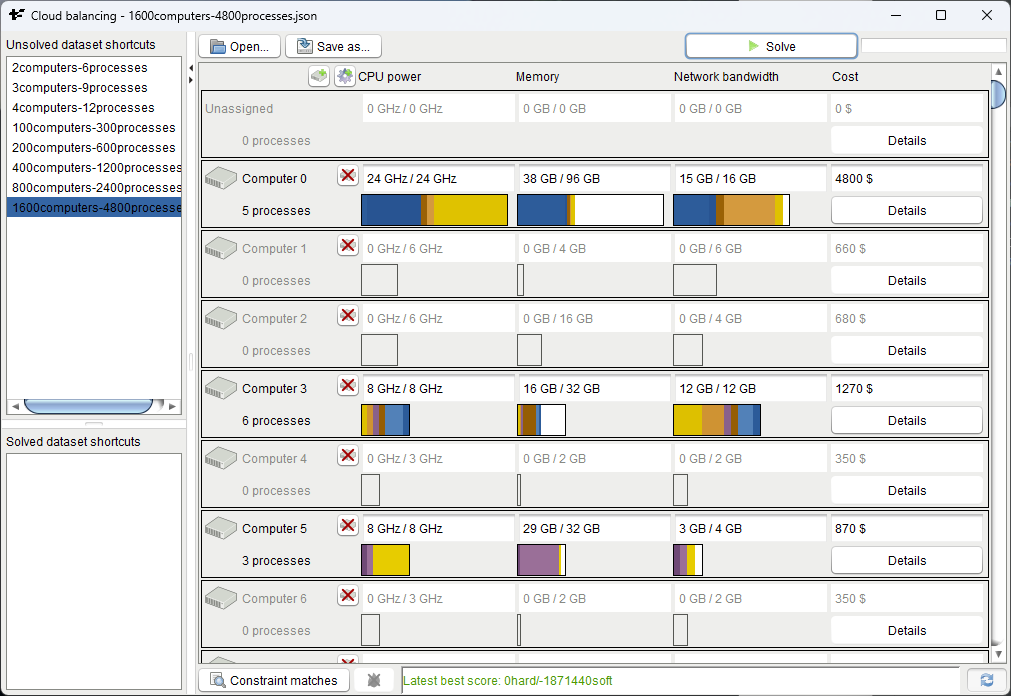 Cloud balancing - 1600computers-4800processes.json
Unsolved dataset shortcuts
2computers-6processes
3computers-9processes
4computers-12processes
100computers-300processes
200computers-600processes
400computers-1200processes
800computers-2400processes
1600computers-4800processe
Solved dataset shortcuts
Open... Save as... Solve
CPU power Memory Network bandwidth Cost
Unassigned 0 GHz / 0 GHz 0 GB / 0 GB 0 GB / 0 GB 0 $
0 processes Details
Computer 0 24 GHz / 24 GHz 38 GB / 96 GB 15 GB / 16 GB 4800 $
5 processes Details
Computer 1 0 GHz / 6 GHz 0 GB / 4 GB 0 GB / 6 GB 660 $
0 processes Details
Computer 2 0 GHz / 6 GHz 0 GB / 16 GB 0 GB / 4 GB 680 $
0 processes Details
Computer 3 8 GHz / 8 GHz 16 GB / 32 GB 12 GB / 12 GB 1270 $
6 processes Details
Computer 4 0 GHz / 3 GHz 0 GB / 2 GB 0 GB / 2 GB 350 $
0 processes Details
Computer 5 8 GHz / 8 GHz 29 GB / 32 GB 3 GB / 4 GB 870 $
3 processes Details
Computer 6 0 GHz / 3 GHz 0 GB / 2 GB 0 GB / 2 GB 350 $
0 processes Details
Constraint matches Latest best score: 0hard/-1871440soft